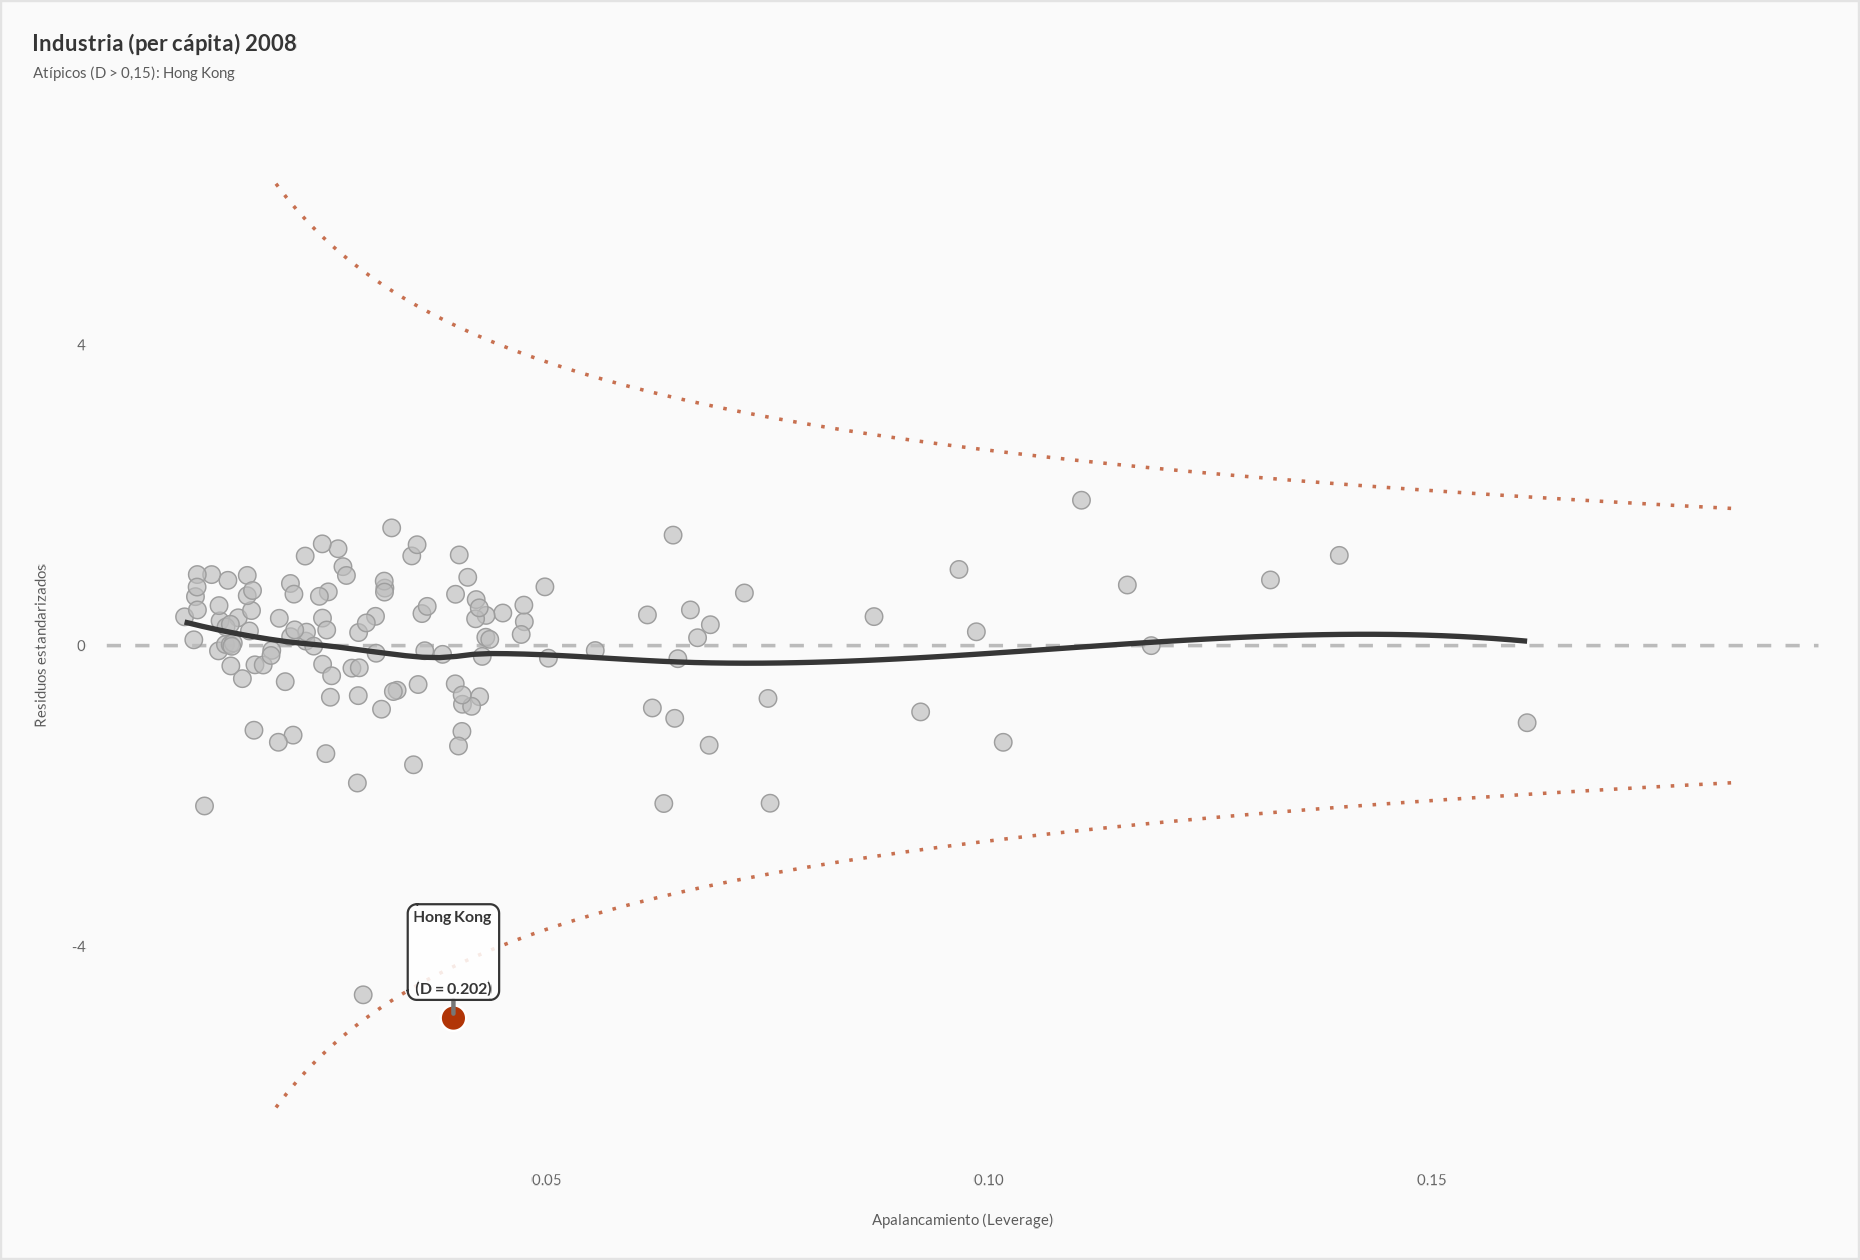 Industria (per cápita) 2008
Atípicos (D > 0,15): Hong Kong
4
0
-4
Residuos estandarizados
Hong Kong
(D = 0.202)
0.05
0.10
0.15
Apalancamiento (Leverage)